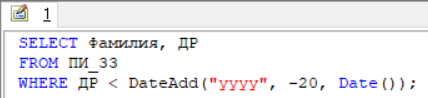 1
SELECT Фамилия, ДР
FROM ПИ_33
WHERE ДР < DateAdd("yyyy", -20, Date());